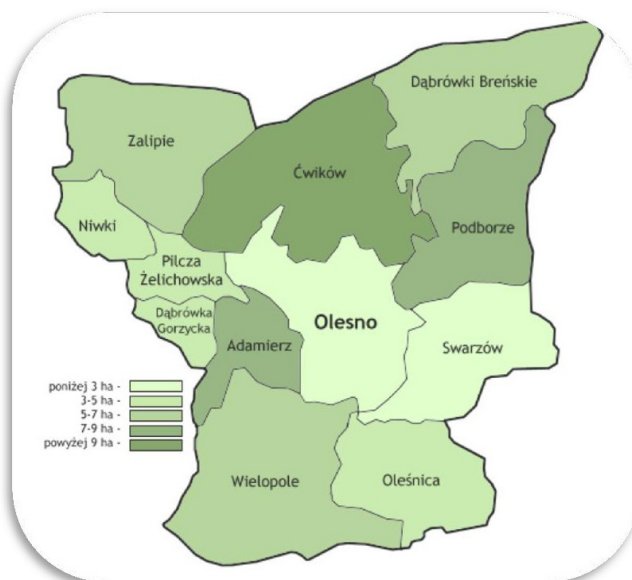 Dąbrówki Breńskie
Zalipie
Ćwików
Niwki
Podborze
Pilcza
Żelichowska
Dąbrówka
Gorzycka
Olesno
Adamierz
Swarzów
poniżej 3 ha -
3-5 ha -
5-7 ha -
7-9 ha -
powyżej 9 ha -
Wielopole
Oleśnica